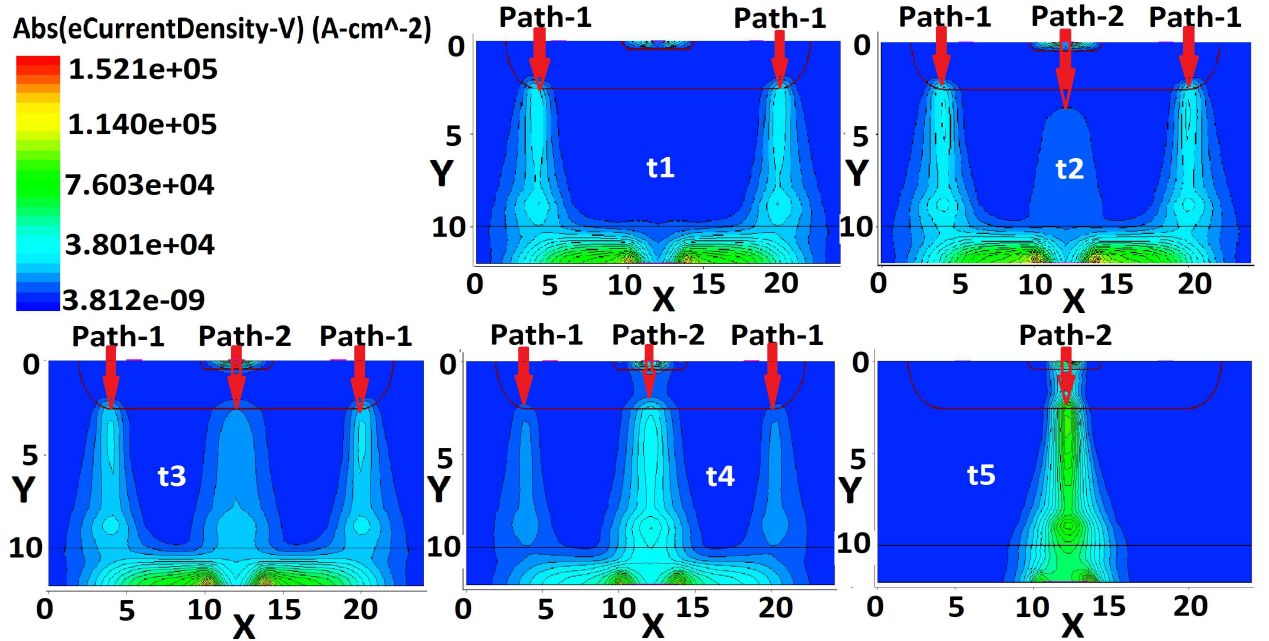 Abs(eCurrentDensity-V) (A-cm^-2)
1.521e+05
1.140e+05
7.603e+04
3.801e+04
3.812e-09
Path-1 Path-1
0
5
10
Y
t1
0 5 10 15 20
X
Path-1 Path-2 Path-1
0
5
10
Y
t2
0 5 10 15 20
X
Path-1 Path-2 Path-1
0
5
10
Y
t3
0 5 10 15 20
X
Path-1 Path-2 Path-1
0
5
10
Y
t4
0 5 10 15 20
X
Path-2
0
5
10
Y
t5
0 5 10 15 20
X